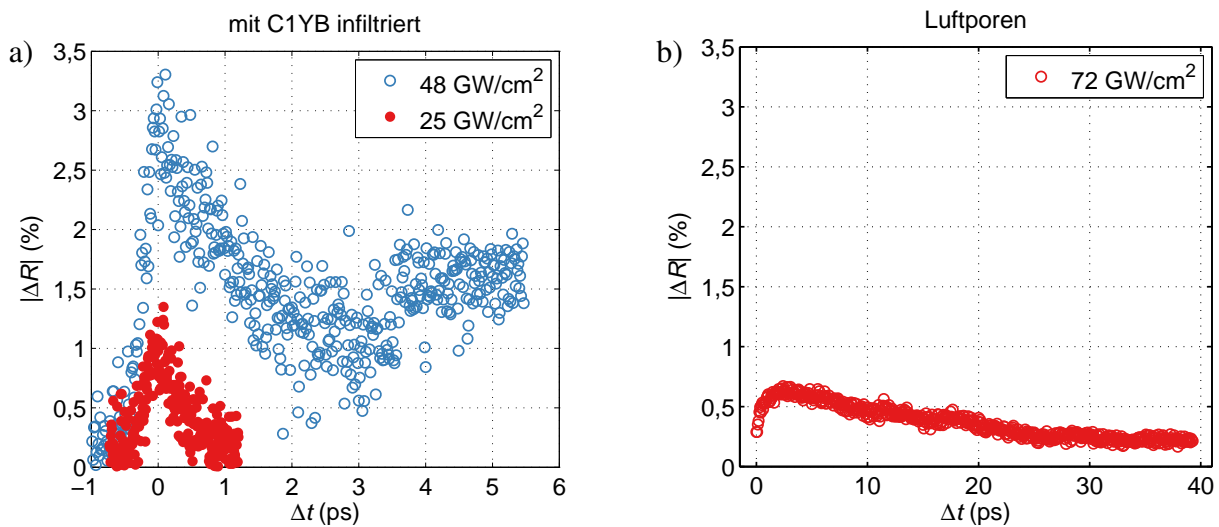 mit C1YB infiltriert
a)
3,5
3
2,5
2
1,5
1
0,5
0
|ΔR| (%)
48 GW/cm²
25 GW/cm²
−1 0 1 2 3 4 5 6
Δt (ps)
Luftporen
b)
3,5
3
2,5
2
1,5
1
0,5
0
|ΔR| (%)
72 GW/cm²
0 10 20 30 40
Δt (ps)